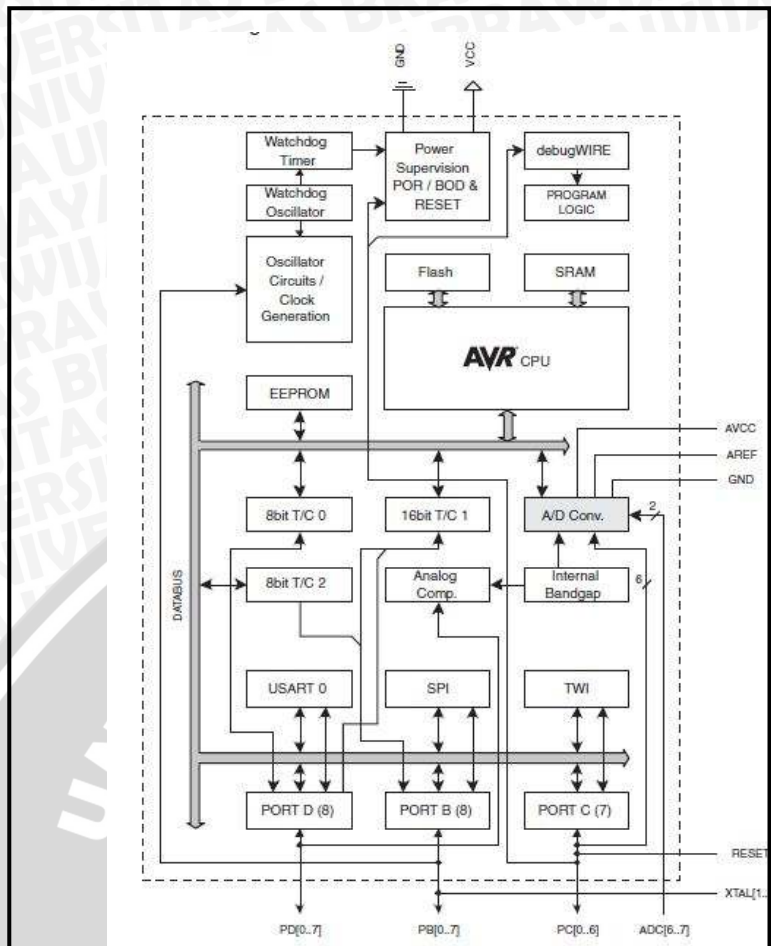 GND
VCC
Watchdog
Timer
Power
Supervision
POR / BOD &
RESET
debugWIRE
Watchdog
Oscillator
PROGRAM
LOGIC
Oscillator
Circuits /
Clock
Generation
Flash
SRAM
AVR CPU
EEPROM
AVCC
AREF
GND
8bit T/C 0
16bit T/C 1
A/D Conv.
2
8bit T/C 2
Analog
Comp.
Internal
Bandgap
6
DATABUS
USART 0
SPI
TWI
PORT D (8)
PORT B (8)
PORT C (7)
RESET
XTAL[1..
PD[0..7]
PB[0..7]
PC[0..6]
ADC[6..7]